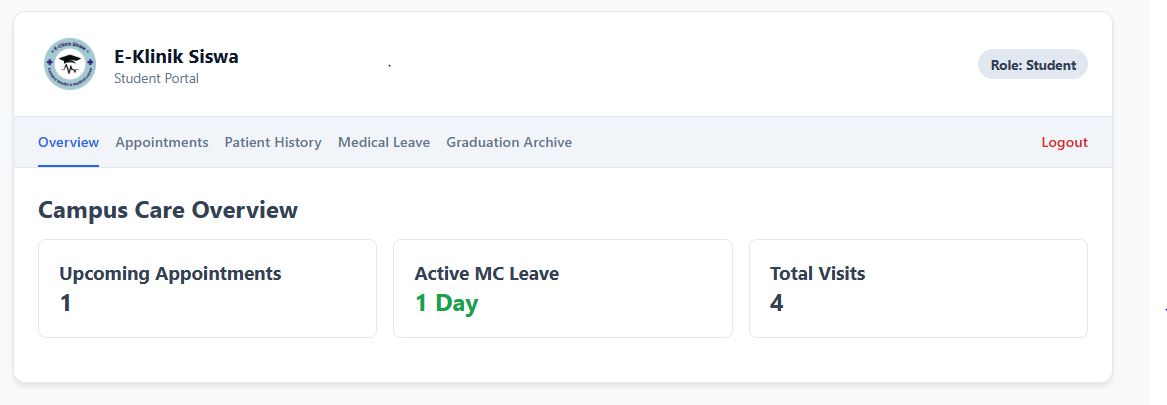 E-Klinik Siswa
Student Portal
Role: Student
Overview Appointments Patient History Medical Leave Graduation Archive Logout
Campus Care Overview
Upcoming Appointments
1
Active MC Leave
1 Day
Total Visits
4